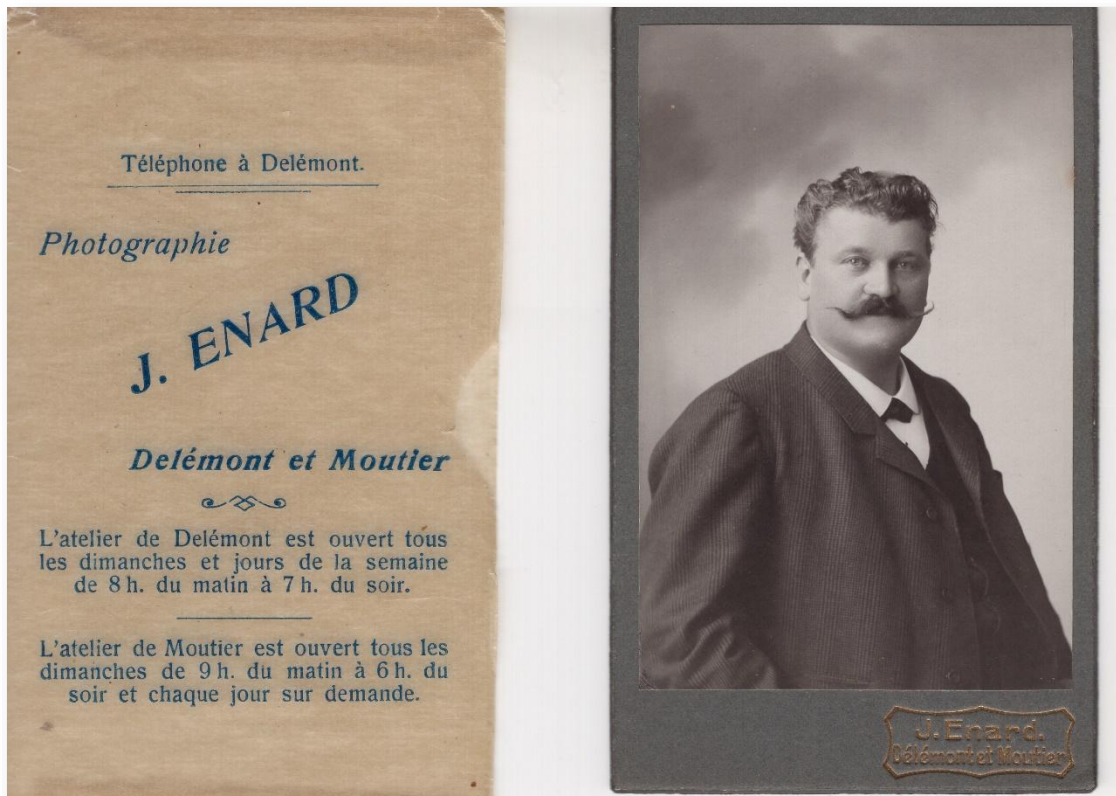 Téléphone à Delémont.
Photographie
J. ENARD
Delémont et Moutier
L'atelier de Delémont est ouvert tous
les dimanches et jours de la semaine
de 8 h. du matin à 7 h. du soir.
L'atelier de Moutier est ouvert tous les
dimanches de 9 h. du matin à 6 h. du
soir et chaque jour sur demande.
J. Enard.
Délémont et Moutier